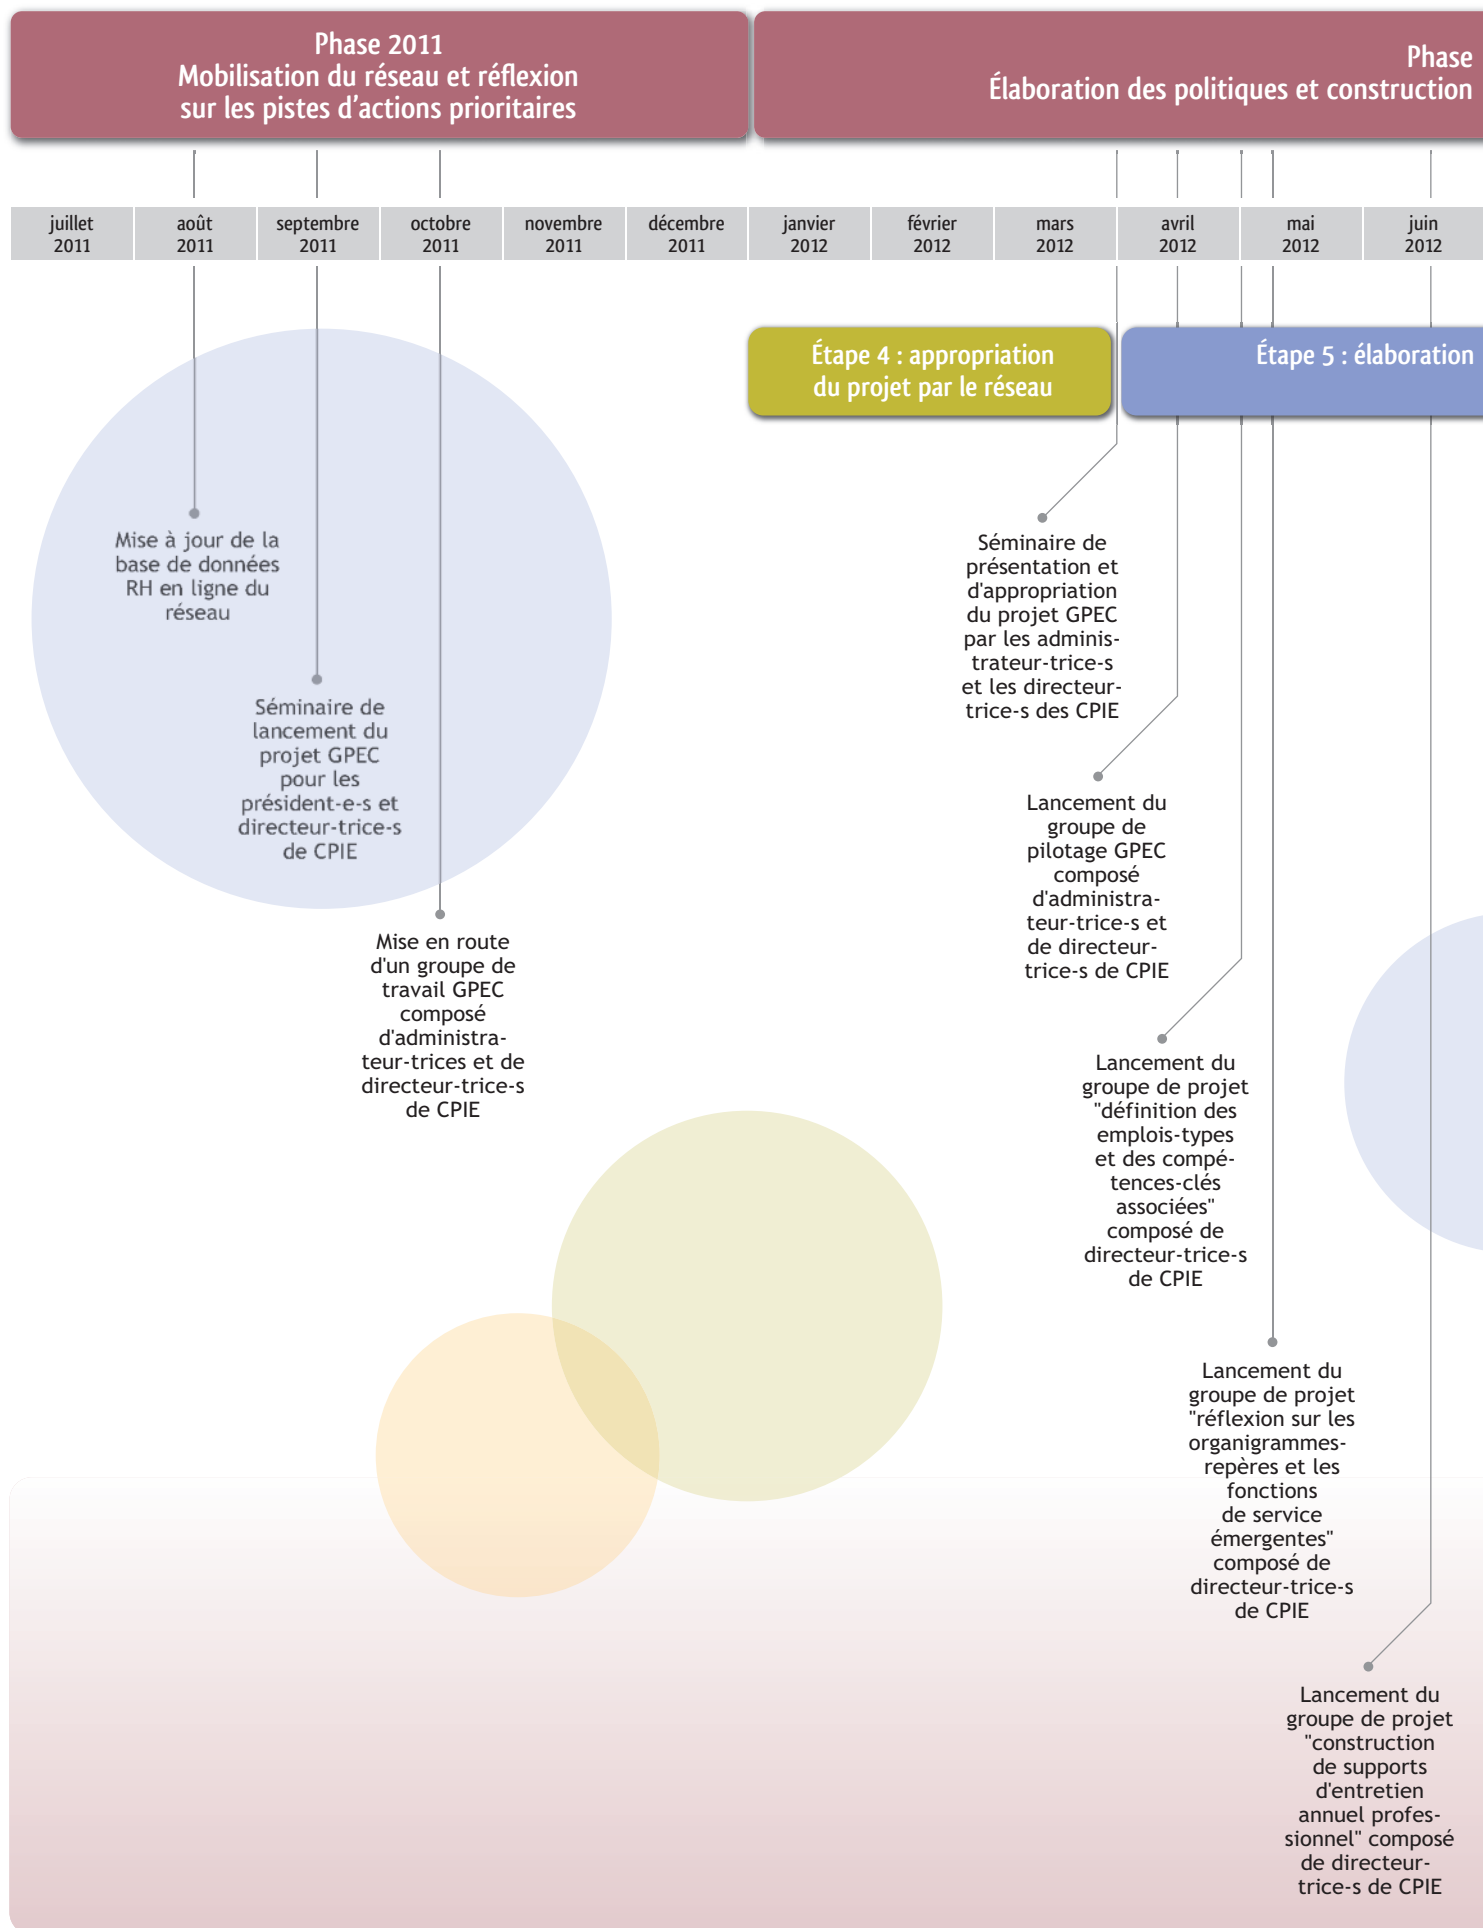 Phase 2011
Mobilisation du réseau et réflexion
sur les pistes d'actions prioritaires
Phase
Élaboration des politiques et construction
juillet
2011
août
2011
septembre
2011
octobre
2011
novembre
2011
décembre
2011
janvier
2012
février
2012
mars
2012
avril
2012
mai
2012
juin
2012
Étape 4 : appropriation
du projet par le réseau
Étape 5 : élaboration
Mise à jour de la
base de données
RH en ligne du
réseau
Séminaire de
lancement du
projet GPEC
pour les
président-e-s et
directeur-trice-s
de CPIE
Mise en route
d'un groupe de
travail GPEC
composé
d'administra-
teur-trices et de
directeur-trice-s
de CPIE
Séminaire de
présentation et
d'appropriation
du projet GPEC
par les adminis-
trateur-trice-s
et les directeur-
trice-s des CPIE
Lancement du
groupe de
pilotage GPEC
composé
d'administra-
teur-trice-s et
de directeur-
trice-s de CPIE
Lancement du
groupe de projet
"définition des
emplois-types
et des compé-
tences-clés
associées"
composé de
directeur-trice-s
de CPIE
Lancement du
groupe de projet
"réflexion sur les
organigrammes-
repères et les
fonctions
de service
émergentes"
composé de
directeur-trice-s
de CPIE
Lancement du
groupe de projet
"construction
de supports
d'entretien
annuel profes-
sionnel" composé
de directeur-
trice-s de CPIE